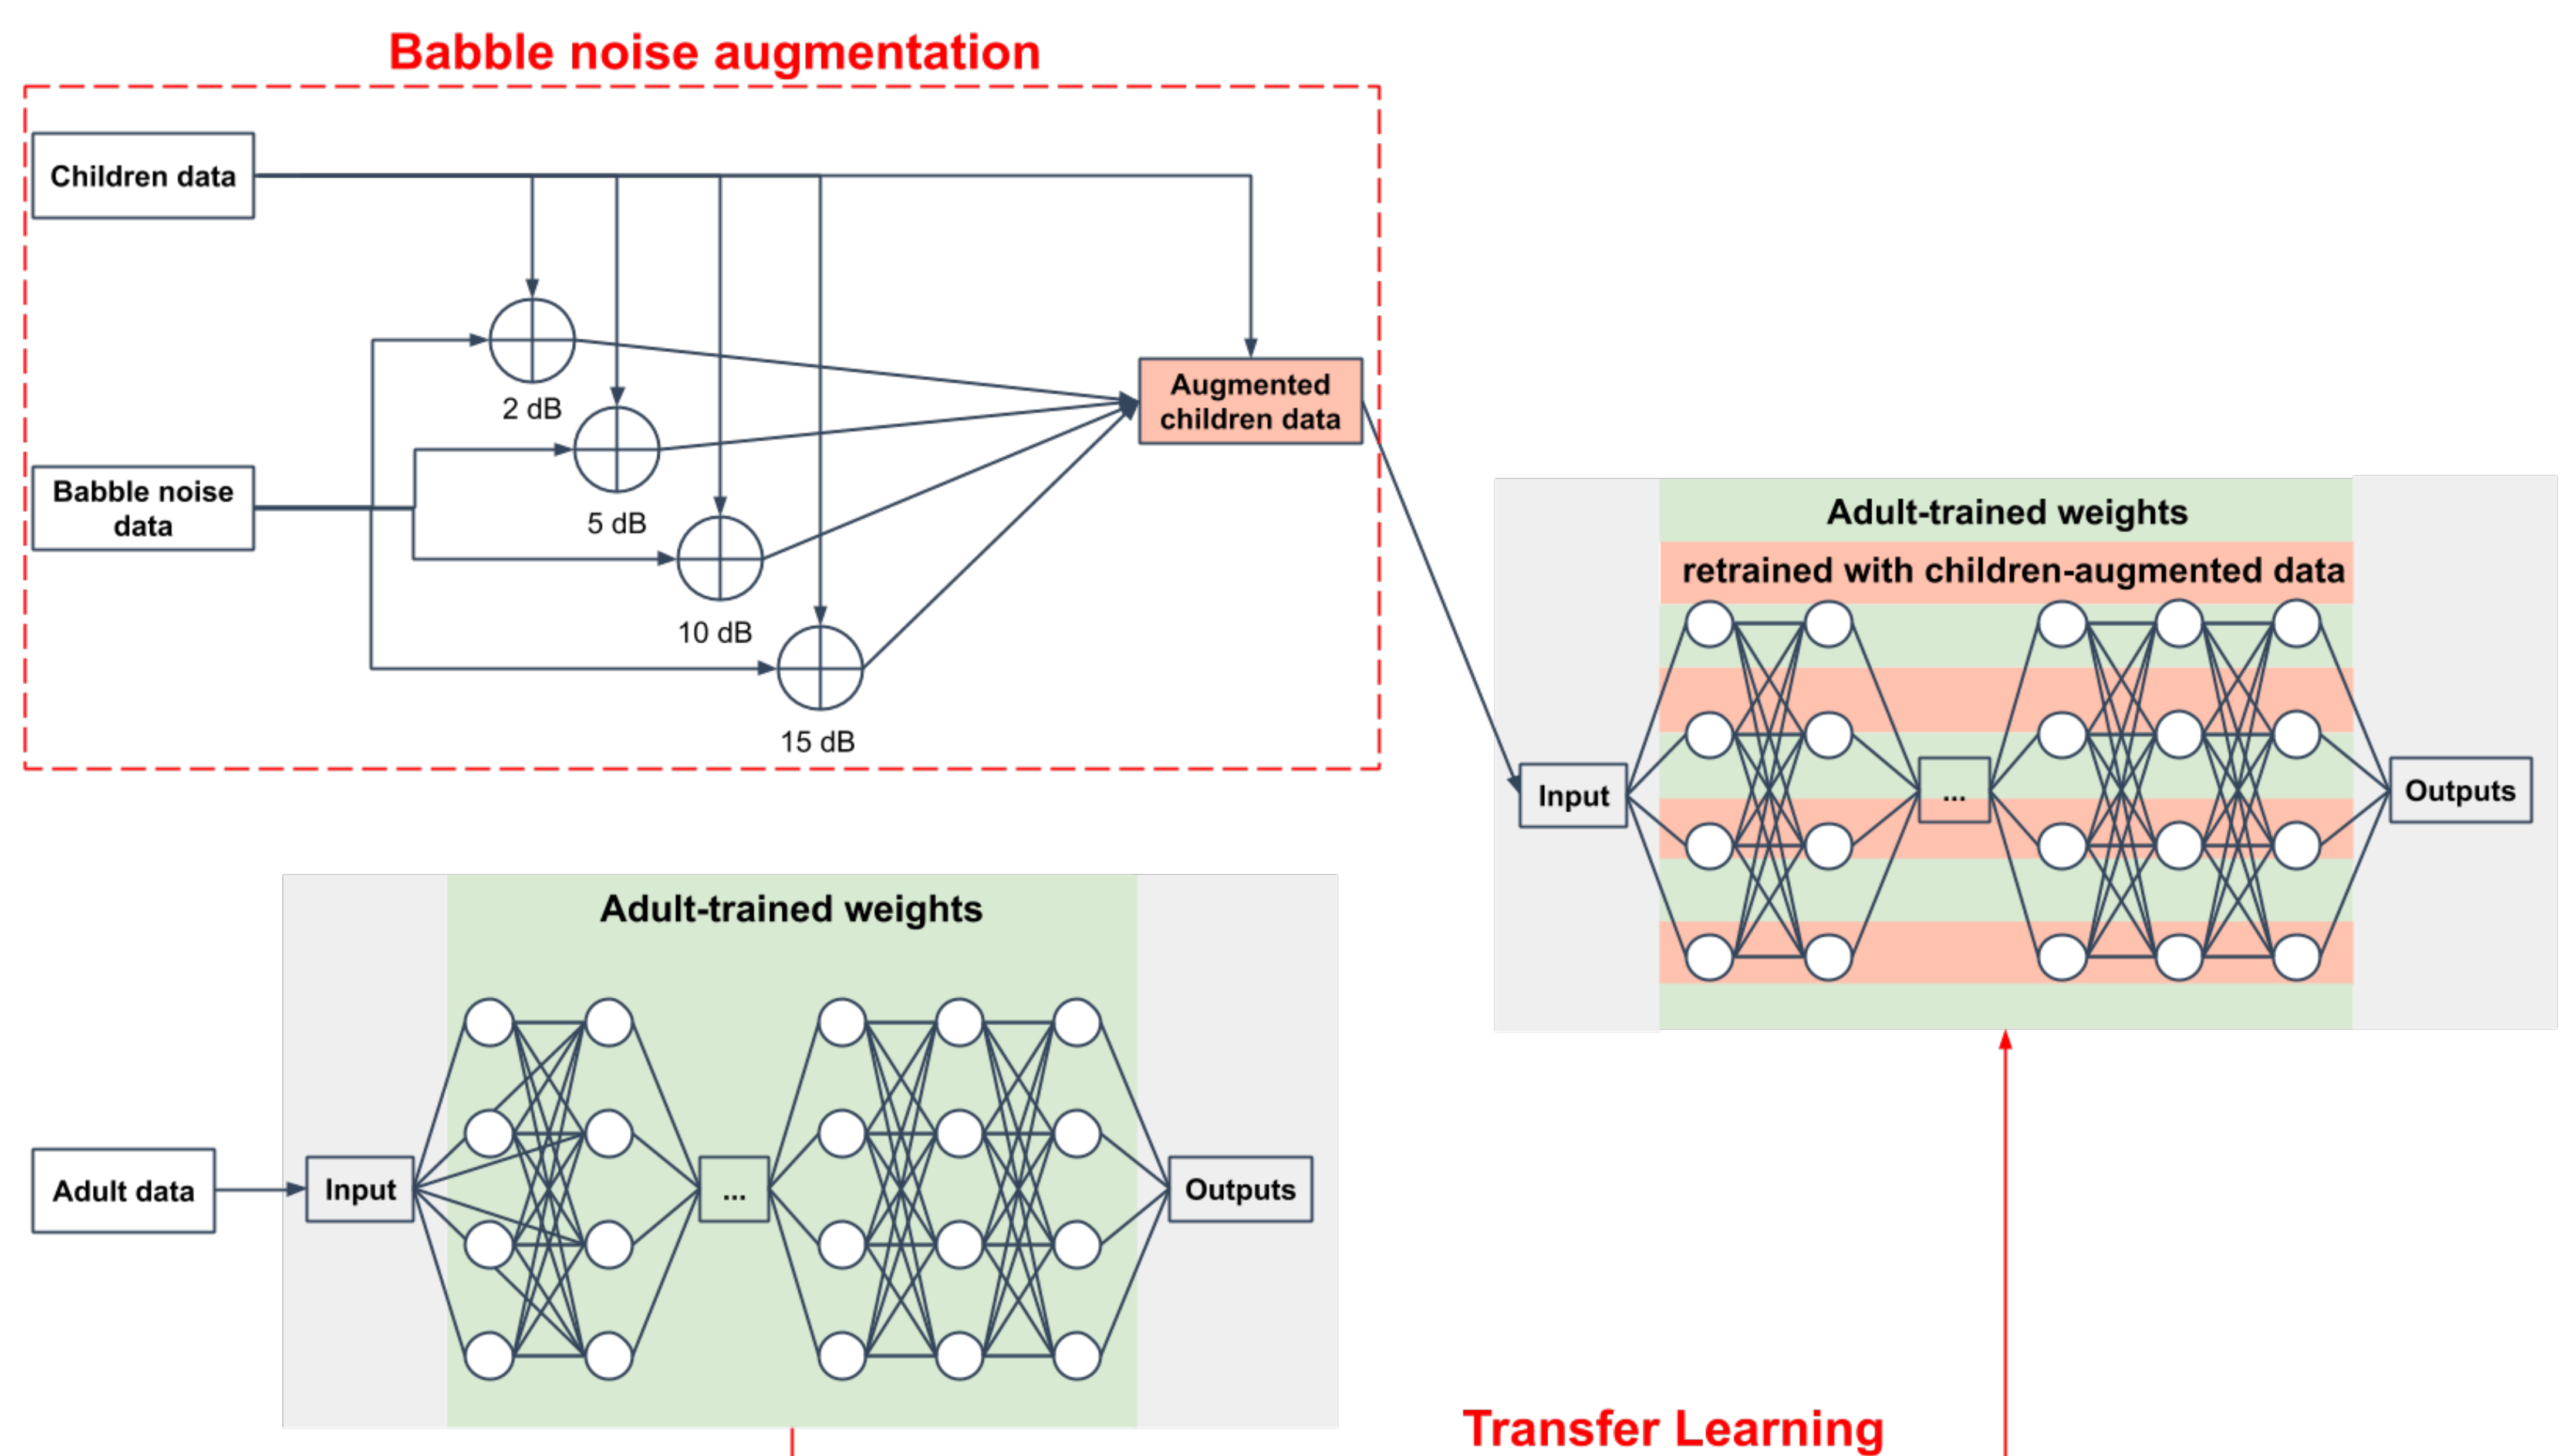 Babble noise augmentation
Children data
Augmented
children data
2 dB
Babble noise
data
5 dB
10 dB
15 dB
Adult-trained weights
retrained with children-augmented data
Input
...
Outputs
Adult-trained weights
Adult data
Input
...
Outputs
Transfer Learning